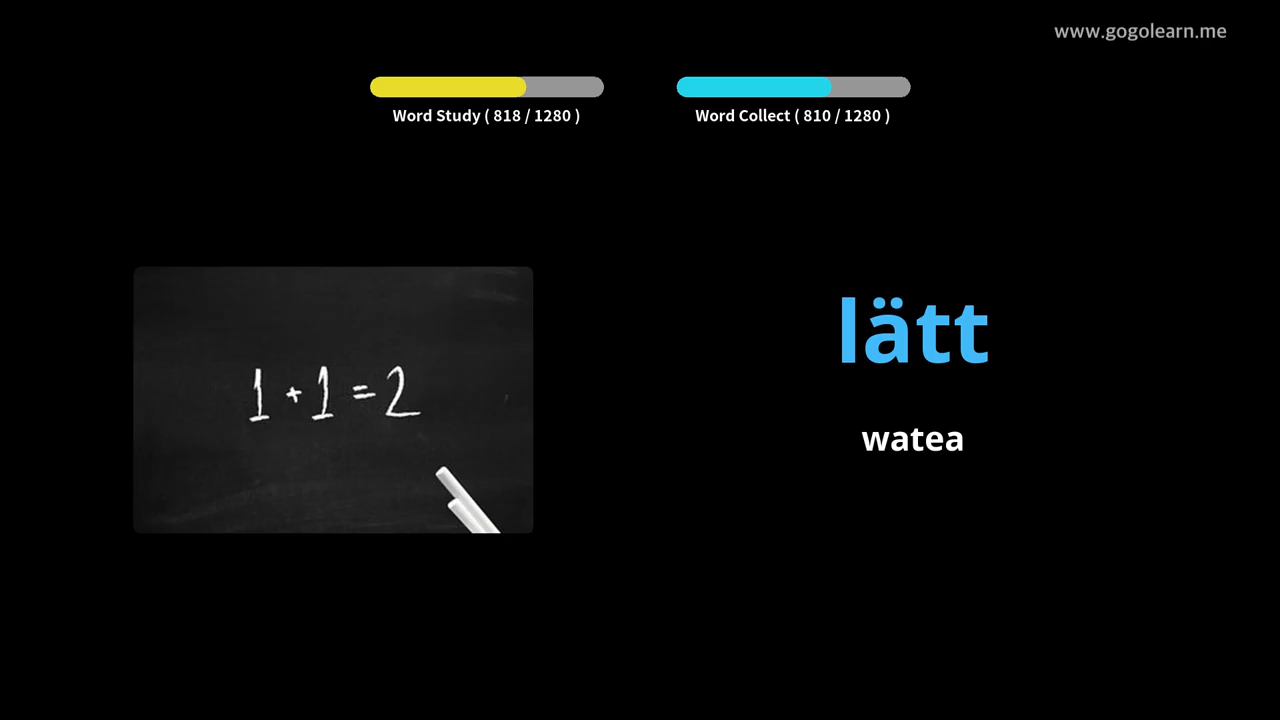 www.gogolearn.me
Word Study ( 818 / 1280 )
Word Collect ( 810 / 1280 )
lätt
watea
1 + 1 = 2